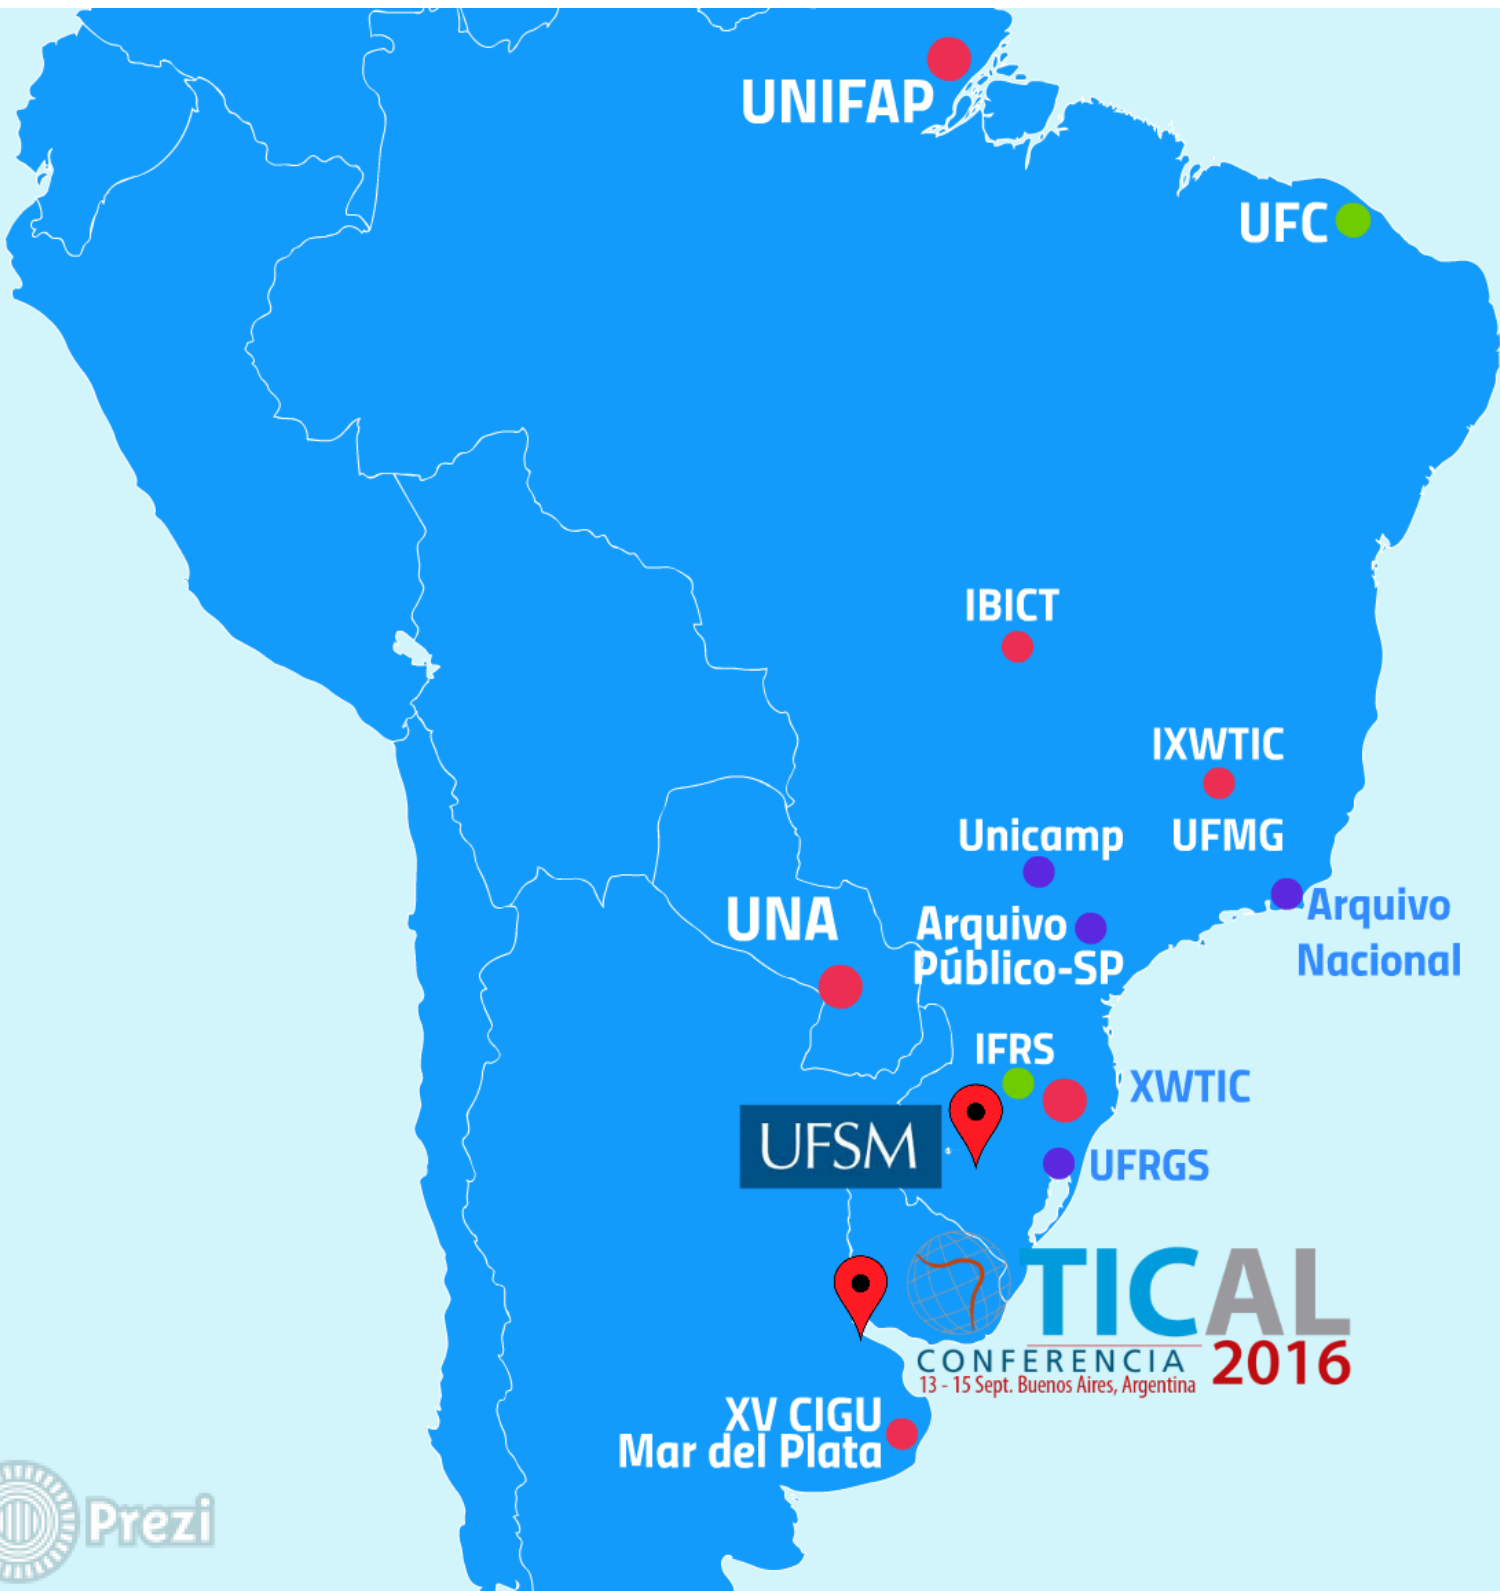 UNIFAP
UFC
IBICT
IXWTIC
UFMG
Unicamp
Arquivo
Nacional
UNA
Arquivo
Público-SP
IFRS
XWTIC
UFSM
UFRGS
TICAL
CONFERENCIA 2016
13 - 15 Sept. Buenos Aires, Argentina
XV CIGU
Mar del Plata
Prezi